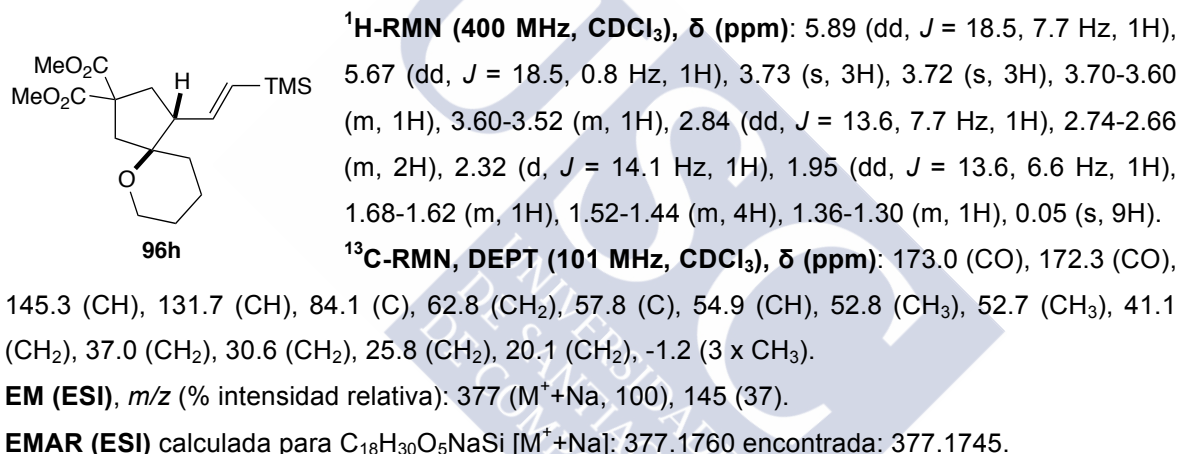 MeO₂C
MeO₂C
H
TMS
O
96h
¹H-RMN (400 MHz, CDCl₃), δ (ppm): 5.89 (dd, J = 18.5, 7.7 Hz, 1H),
5.67 (dd, J = 18.5, 0.8 Hz, 1H), 3.73 (s, 3H), 3.72 (s, 3H), 3.70-3.60
(m, 1H), 3.60-3.52 (m, 1H), 2.84 (dd, J = 13.6, 7.7 Hz, 1H), 2.74-2.66
(m, 2H), 2.32 (d, J = 14.1 Hz, 1H), 1.95 (dd, J = 13.6, 6.6 Hz, 1H),
1.68-1.62 (m, 1H), 1.52-1.44 (m, 4H), 1.36-1.30 (m, 1H), 0.05 (s, 9H).
¹³C-RMN, DEPT (101 MHz, CDCl₃), δ (ppm): 173.0 (CO), 172.3 (CO),
145.3 (CH), 131.7 (CH), 84.1 (C), 62.8 (CH₂), 57.8 (C), 54.9 (CH), 52.8 (CH₃), 52.7 (CH₃), 41.1
(CH₂), 37.0 (CH₂), 30.6 (CH₂), 25.8 (CH₂), 20.1 (CH₂), -1.2 (3 x CH₃).
EM (ESI), m/z (% intensidad relativa): 377 (M⁺+Na, 100), 145 (37).
EMAR (ESI) calculada para C₁₈H₃₀O₅NaSi [M⁺+Na]: 377.1760 encontrada: 377.1745.